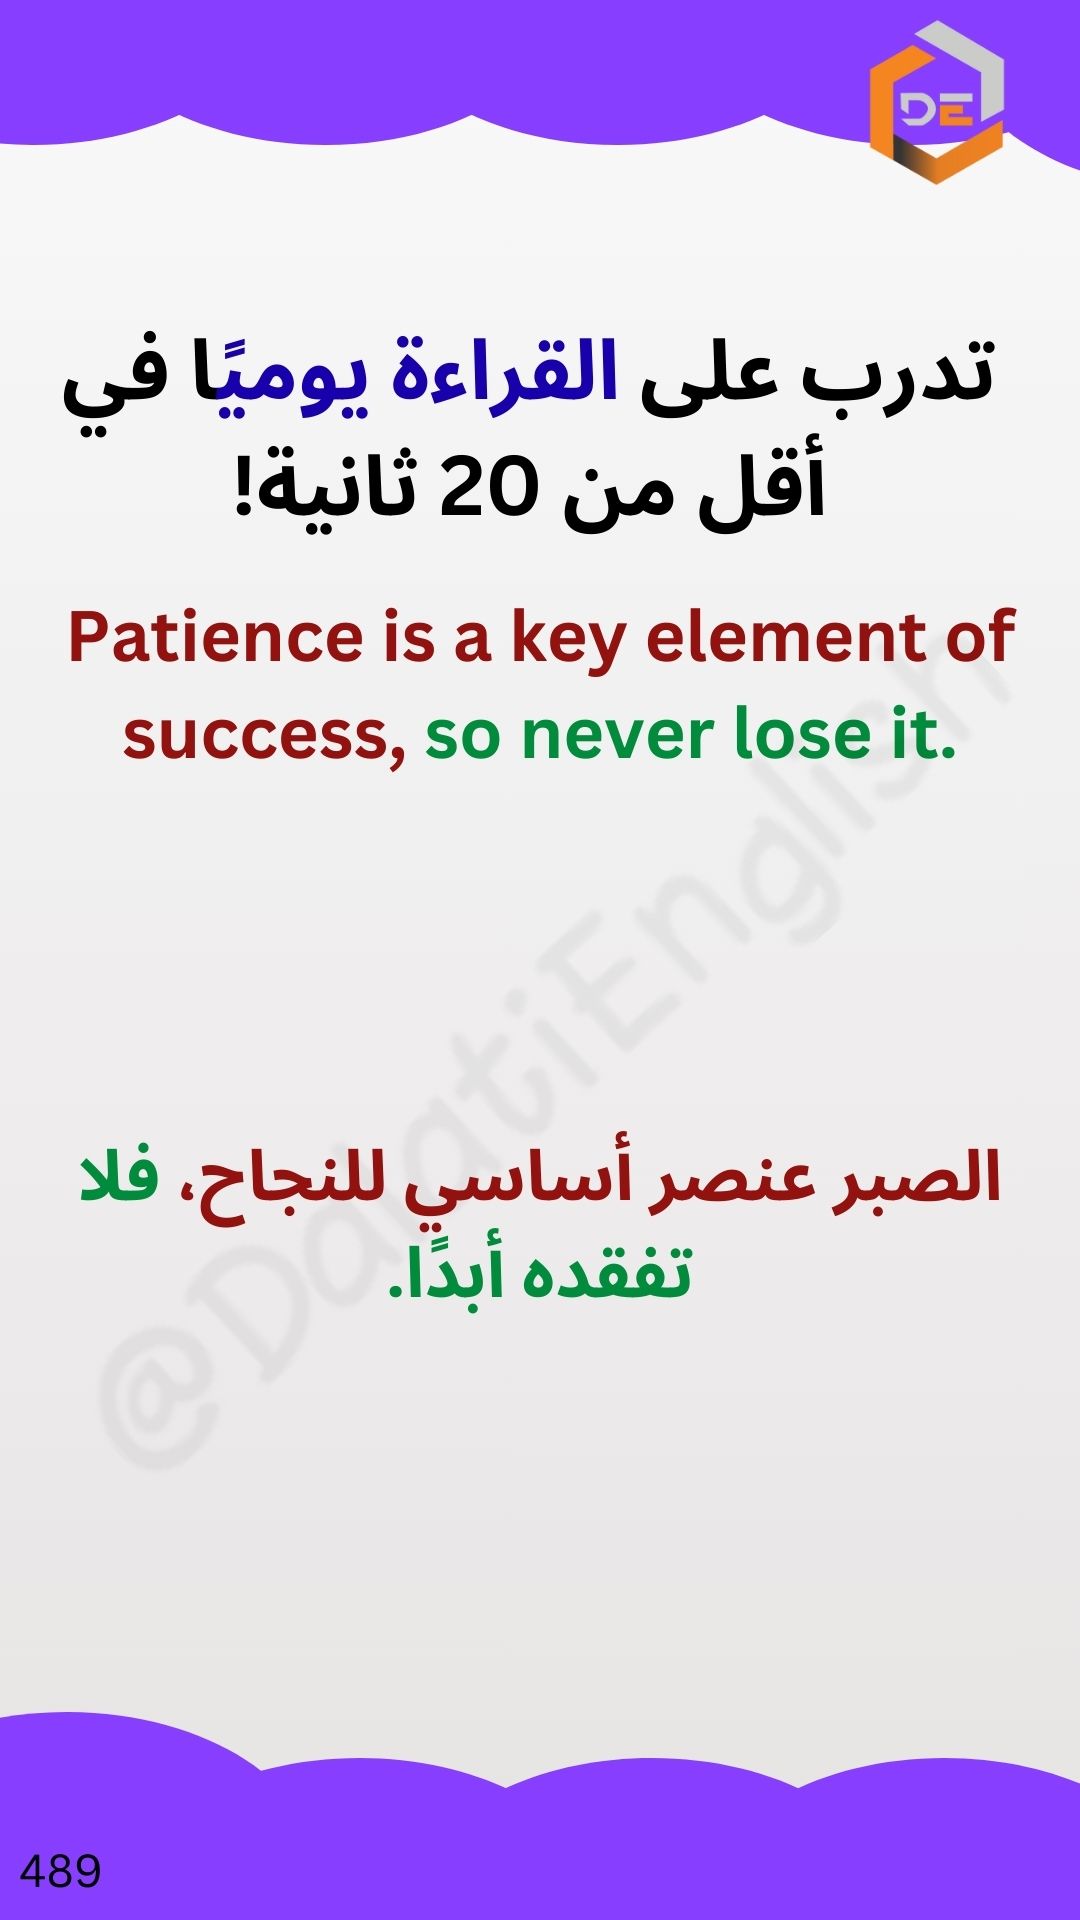 DE
تدرب على القراءة يوميًا في
أقل من 20 ثانية!
Patience is a key element of
success, so never lose it.
@DalatiEnglish
الصبر عنصر أساسي للنجاح، فلا
تفقده أبدًا.
489